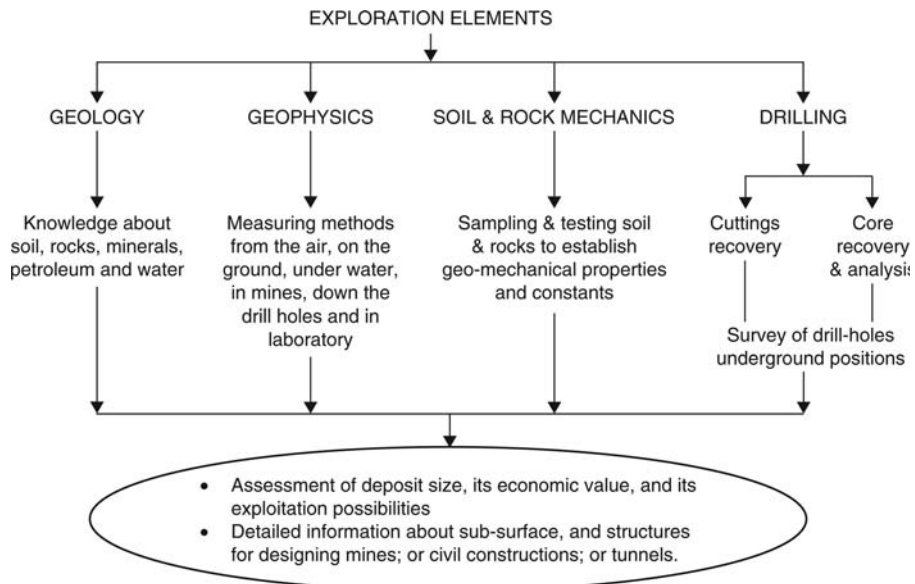 EXPLORATION ELEMENTS
GEOLOGY
GEOPHYSICS
SOIL & ROCK MECHANICS
DRILLING
Knowledge about
soil, rocks, minerals,
petroleum and water
Measuring methods
from the air, on the
ground, under water,
in mines, down the
drill holes and in
laboratory
Sampling & testing soil
& rocks to establish
geo-mechanical properties
and constants
Cuttings
recovery
Core
recovery
& analysis
Survey of drill-holes
underground positions
• Assessment of deposit size, its economic value, and its
exploitation possibilities
• Detailed information about sub-surface, and structures
for designing mines; or civil constructions; or tunnels.